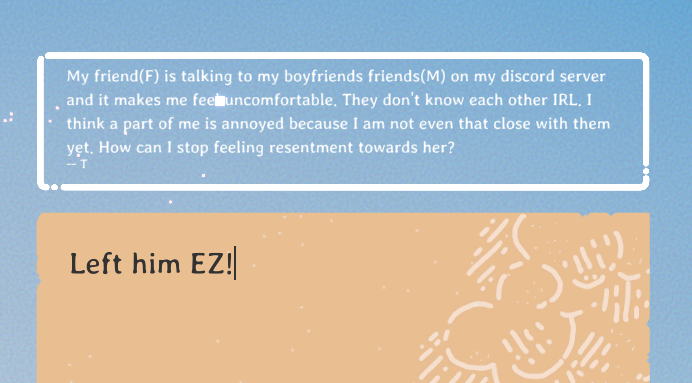 My friend(F) is talking to my boyfriends friends(M) on my discord server
and it makes me feel uncomfortable. They don't know each other IRL. I
think a part of me is annoyed because I am not even that close with them
yet. How can I stop feeling resentment towards her?
-- T
Left him EZ!